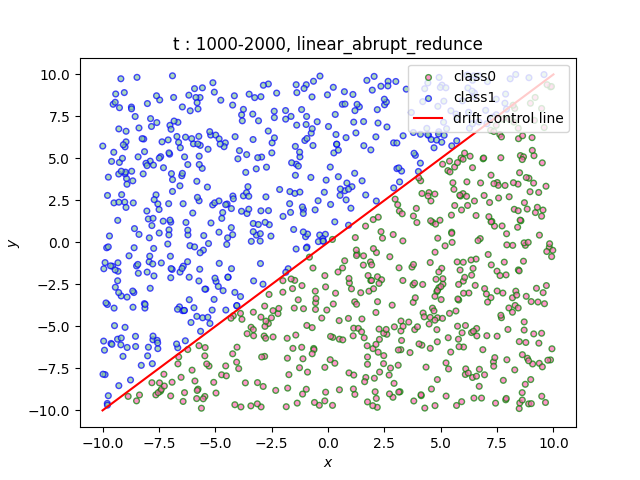 t : 1000-2000, linear_abrupt_redunce
class0
class1
drift control line
10.0
7.5
5.0
2.5
0.0
−2.5
−5.0
−7.5
−10.0
y
−10.0 −7.5 −5.0 −2.5 0.0 2.5 5.0 7.5 10.0
x